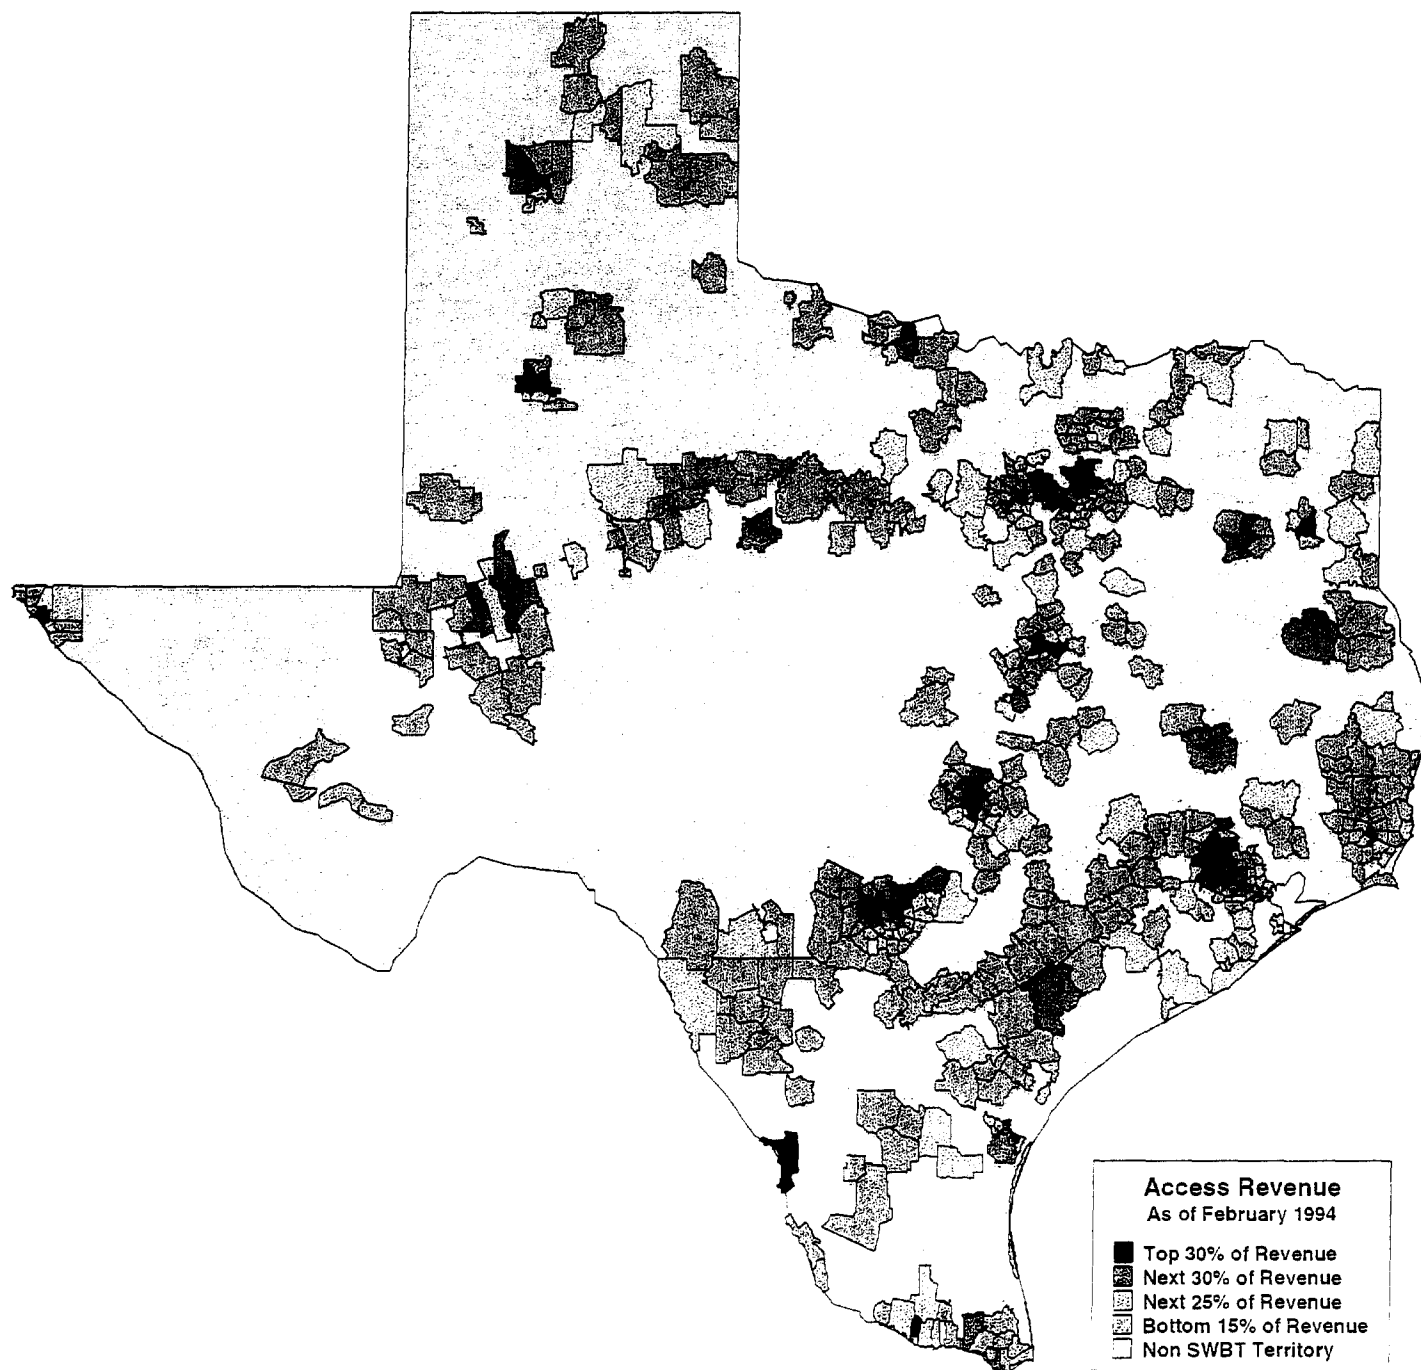 Access Revenue
As of February 1994
Top 30% of Revenue
Next 30% of Revenue
Next 25% of Revenue
Bottom 15% of Revenue
Non SWBT Territory